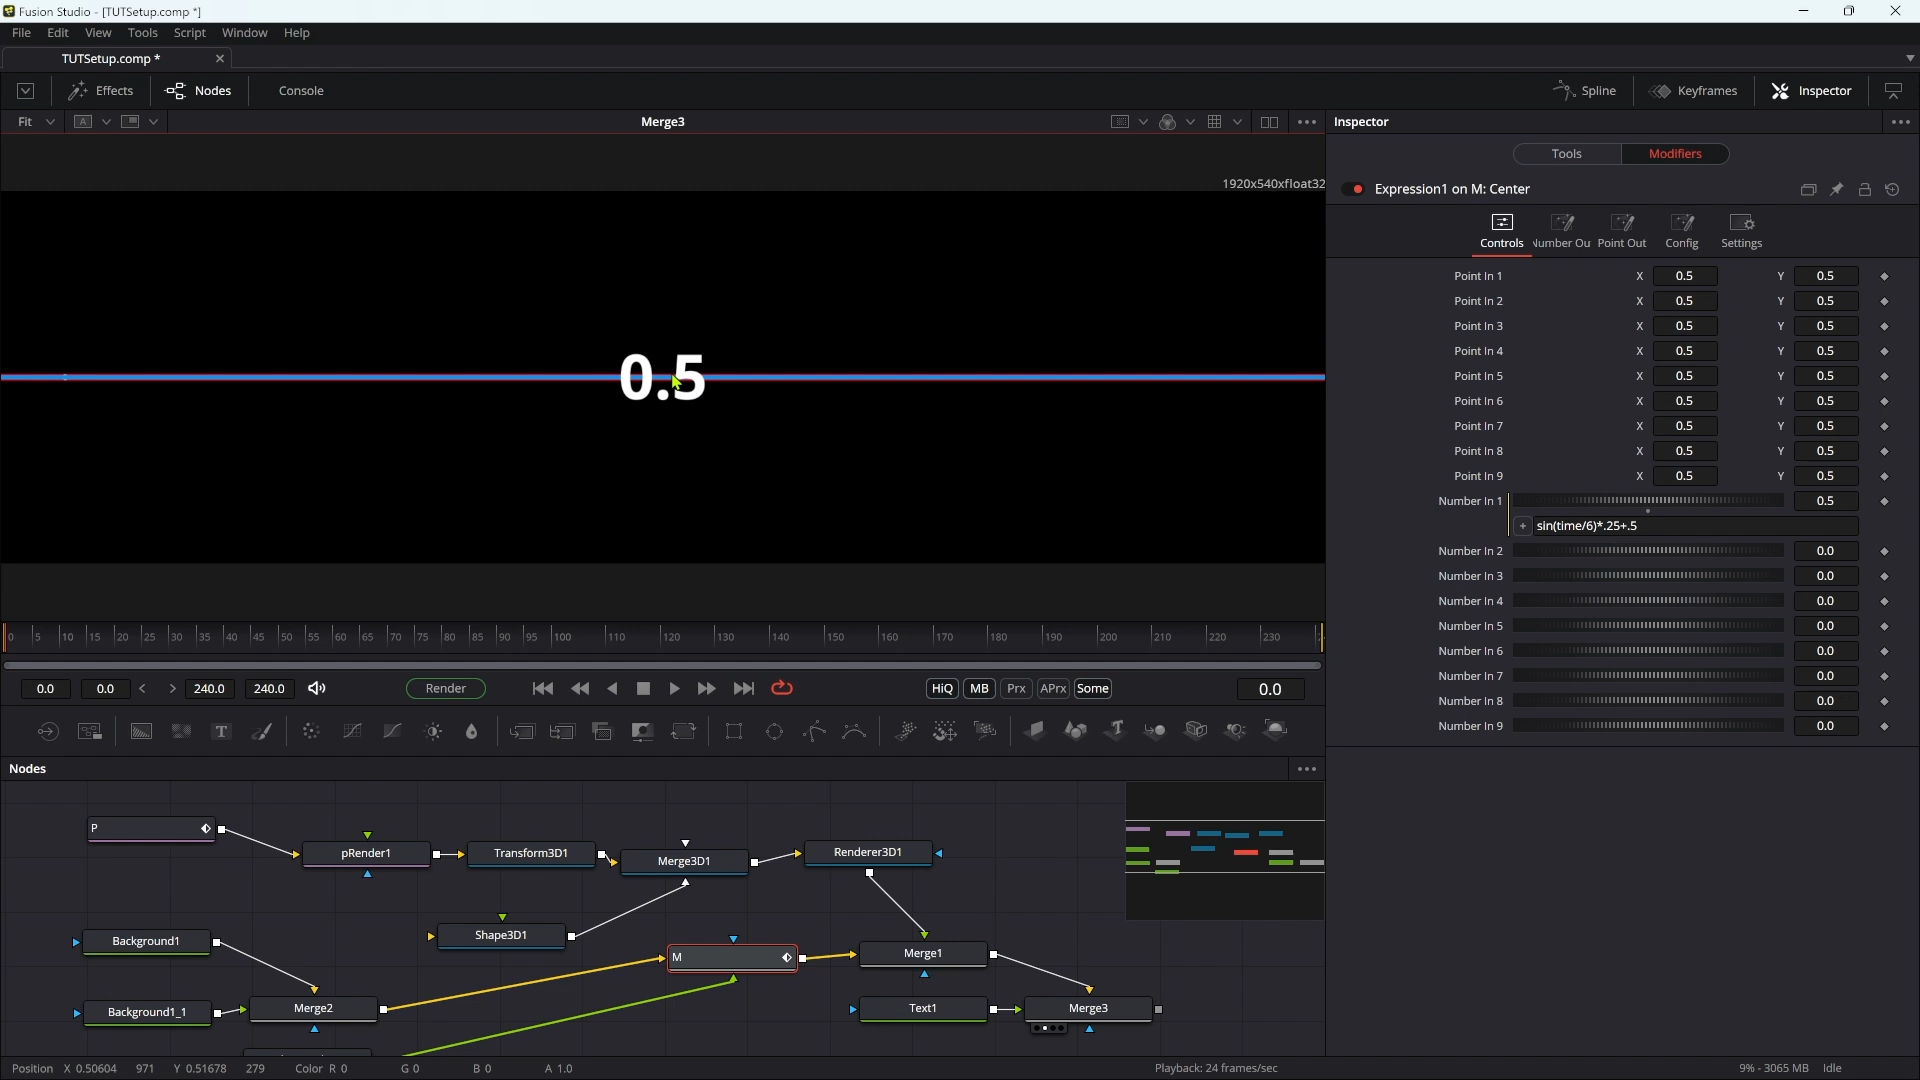 Fusion Studio - [TUTSetup.comp *]
File Edit View Tools Script Window Help
TUTSetup.comp *
Effects Nodes Console Spline Keyframes Inspector
Fit A Merge3 Inspector
Tools Modifiers
1920x540xfloat32
Expression1 on M: Center
Controls Number Ou Point Out Config Settings
Point In 1 X 0.5 Y 0.5
Point In 2 X 0.5 Y 0.5
Point In 3 X 0.5 Y 0.5
Point In 4 X 0.5 Y 0.5
Point In 5 X 0.5 Y 0.5
0.5
Point In 6 X 0.5 Y 0.5
Point In 7 X 0.5 Y 0.5
Point In 8 X 0.5 Y 0.5
Point In 9 X 0.5 Y 0.5
Number In 1 0.5
+ sin(time/6)*.25+.5
Number In 2 0.0
Number In 3 0.0
Number In 4 0.0
Number In 5 0.0
Number In 6 0.0
Number In 7 0.0
Number In 8 0.0
Number In 9 0.0
0 5 10 15 20 25 30 35 40 45 50 55 60 65 70 75 80 85 90 95 100 110 120 130 140 150 160 170 180 190 200 210 220 230
0.0 0.0 240.0 240.0 Render HiQ MB Prx APrx Some 0.0
Nodes
P
pRender1 Transform3D1 Merge3D1 Renderer3D1
Background1 Shape3D1 M Merge1
Background1_1 Merge2 Text1 Merge3
Position X 0.50604 971 Y 0.51678 279 Color R 0 G 0 B 0 A 1.0 Playback: 24 frames/sec 9% - 3065 MB Idle